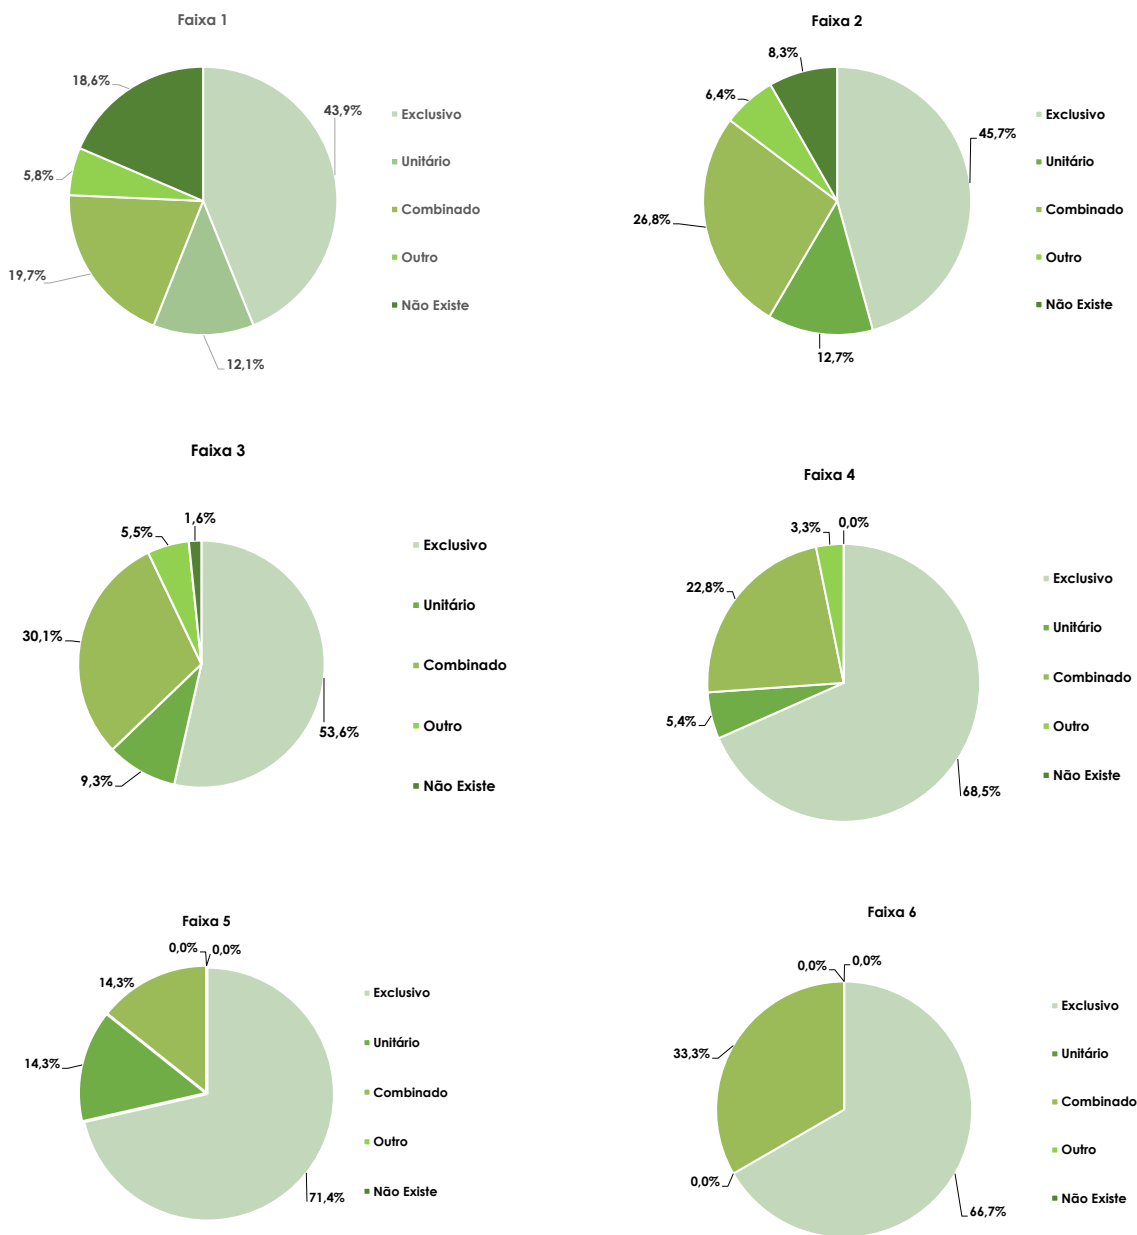 Faixa 1
18,6%
43,9%
5,8%
19,7%
12,1%
Exclusivo
Unitário
Combinado
Outro
Não Existe
Faixa 2
8,3%
6,4%
45,7%
26,8%
12,7%
Exclusivo
Unitário
Combinado
Outro
Não Existe
Faixa 3
1,6%
5,5%
30,1%
53,6%
9,3%
Exclusivo
Unitário
Combinado
Outro
Não Existe
Faixa 4
0,0%
3,3%
22,8%
5,4%
68,5%
Exclusivo
Unitário
Combinado
Outro
Não Existe
Faixa 5
0,0%
0,0%
14,3%
14,3%
71,4%
Exclusivo
Unitário
Combinado
Outro
Não Existe
Faixa 6
0,0%
0,0%
33,3%
0,0%
66,7%
Exclusivo
Unitário
Combinado
Outro
Não Existe